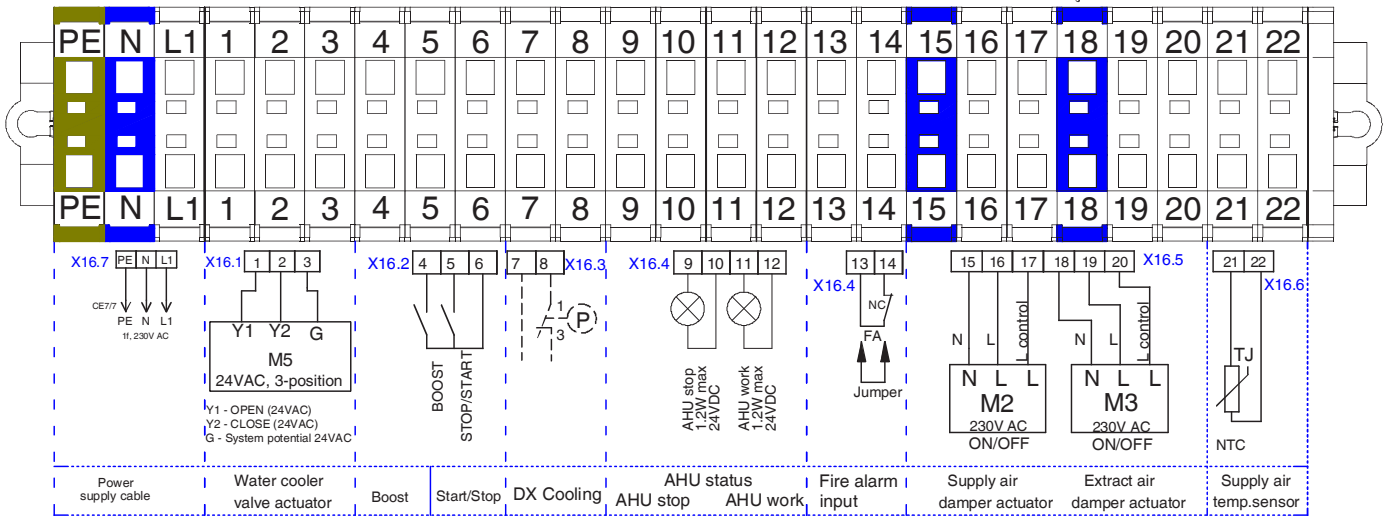 PE N L1 1 2 3 4 5 6 7 8 9 10 11 12 13 14 15 16 17 18 19 20 21 22
PE N L1 1 2 3 4 5 6 7 8 9 10 11 12 13 14 15 16 17 18 19 20 21 22
X16.7 PE N L1
CE7/7
PE N L1
1f, 230V AC
X16.1 1 2 3
Y1 Y2 G
M5
24VAC, 3-position
Y1 - OPEN (24VAC)
Y2 - CLOSE (24VAC)
G - System potential 24VAC
X16.2 4 5 6
BOOST
STOP/START
7 8 X16.3
1
3
P
X16.4 9 10 11 12
AHU stop
1.2W max
24VDC
AHU work
1.2W max
24VDC
13 14
X16.4
NC
FA
Jumper
15 16 17 18 19 20 X16.5
N L L control
N L L
M2
230V AC
ON/OFF
N L L control
N L L
M3
230V AC
ON/OFF
21 22
X16.6
TJ
NTC
Power
supply cable
Water cooler
valve actuator
Boost
Start/Stop
DX Cooling
AHU status
AHU stop AHU work
Fire alarm
input
Supply air
damper actuator
Extract air
damper actuator
Supply air
temp.sensor